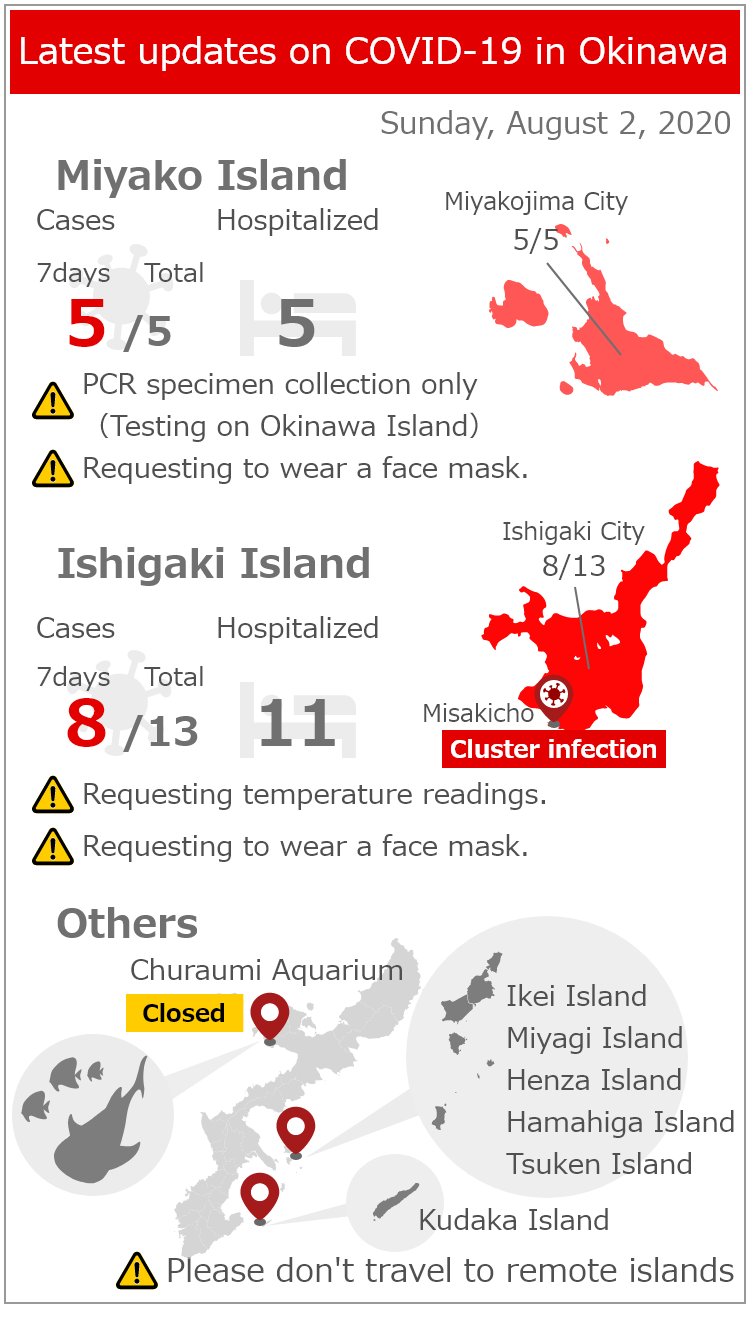 Latest updates on COVID-19 in Okinawa
Sunday, August 2, 2020
Miyako Island
Cases
Hospitalized
7days
Total
5 /5
5
Miyakojima City
5/5
PCR specimen collection only
（Testing on Okinawa Island）
Requesting to wear a face mask.
Ishigaki Island
Cases
Hospitalized
7days
Total
8 /13
11
Ishigaki City
8/13
Misakicho
Cluster infection
Requesting temperature readings.
Requesting to wear a face mask.
Others
Churaumi Aquarium
Closed
Ikei Island
Miyagi Island
Henza Island
Hamahiga Island
Tsuken Island
Kudaka Island
Please don't travel to remote islands